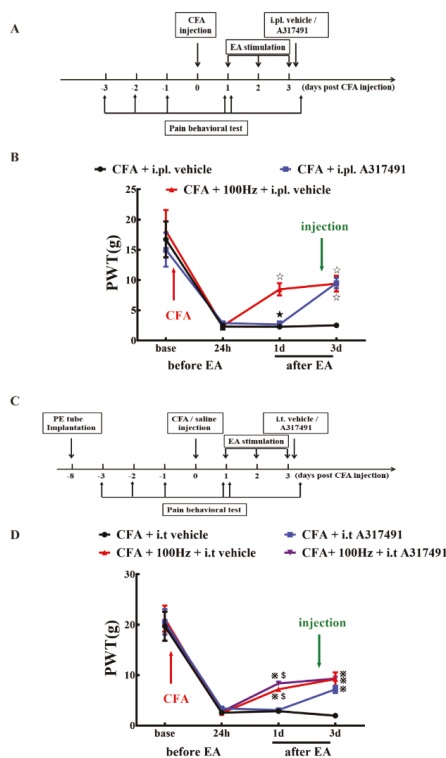 A
CFA
injection
i.pl. vehicle /
A317491
EA stimulation
-3 -2 -1 0 1 2 3 (days post CFA injection)
Pain behavioral test
B
CFA + i.pl. vehicle CFA + i.pl. A317491
CFA + 100Hz + i.pl. vehicle
25
20
15
10
5
0
PWT(g)
injection
☆
☆
☆
★
CFA
base 24h 1d 3d
before EA after EA
C
PE tube
Implantation
CFA / saline
injection
i.t. vehicle /
A317491
EA stimulation
-8 -3 -2 -1 0 1 2 3 (days post CFA injection)
Pain behavioral test
D
CFA + i.t vehicle CFA + i.t A317491
CFA + 100Hz + i.t vehicle CFA+ 100Hz + i.t A317491
30
20
10
0
PWT(g)
injection
※ $
※ $
※
※
※
CFA
base 24h 1d 3d
before EA after EA